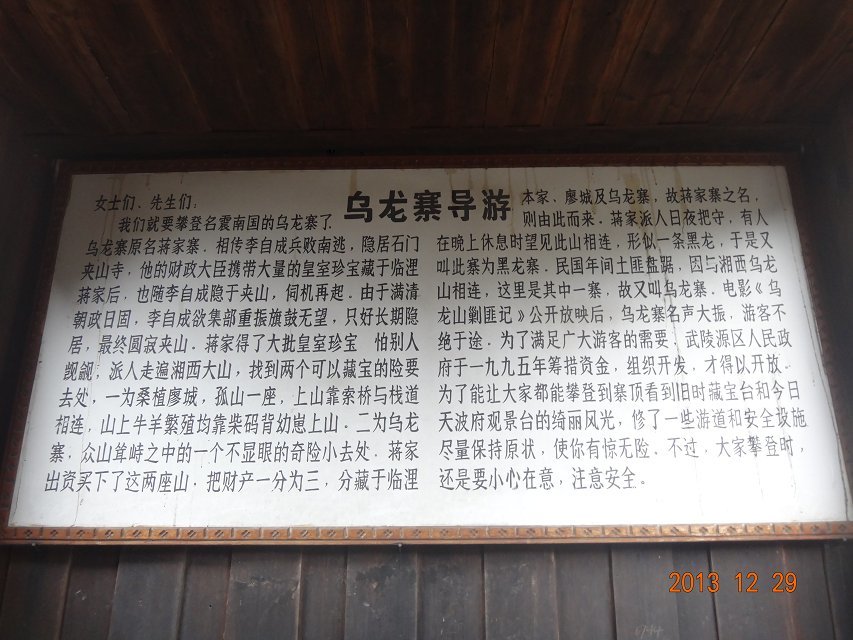 乌龙寨导游
女士们、先生们：
我们就要攀登名震南国的乌龙寨了.
乌龙寨原名蒋家寨．相传李自成兵败南逃，隐居石门
夹山寺，他的财政大臣携带大量的皇室珍宝藏于临澧
蒋家后，也随李自成隐于夹山，伺机再起．由于满清
朝政日固，李自成欲集部重振旗鼓无望，只好长期隐
居，最终圆寂夹山．蒋家得了大批皇室珍宝 怕别人
觊觎；派人走遍湘西大山，找到两个可以藏宝的险要
去处，一为桑植廖城，孤山一座，上山靠索桥与栈道
相连，山上牛羊繁殖均靠柴码背幼崽上山．二为乌龙
寨，众山耸峙之中的一个不显眼的奇险小去处．蒋家
出资买下了这两座山．把财产一分为三，分藏于临澧
本家、廖城及乌龙寨，故蒋家寨之名，
则由此而来．蒋家派人日夜把守，有人
在晚上休息时望见此山相连，形似一条黑龙，于是又
叫此寨为黑龙寨．民国年间土匪盘踞，因与湘西乌龙
山相连，这里是其中一寨，故又叫乌龙寨．电影《乌
龙山剿匪记》公开放映后，乌龙寨名声大振，游客不
绝于途．为了满足广大游客的需要，武陵源区人民政
府于一九九五年筹措资金，组织开发．才得以开放．
为了能让大家都能攀登到寨顶看到旧时藏宝台和今日
天波府观景台的绮丽风光，修了一些游道和安全设施
尽量保持原状，使你有惊无险．不过，大家攀登时，
还是要小心在意，注意安全。
2013 12 29